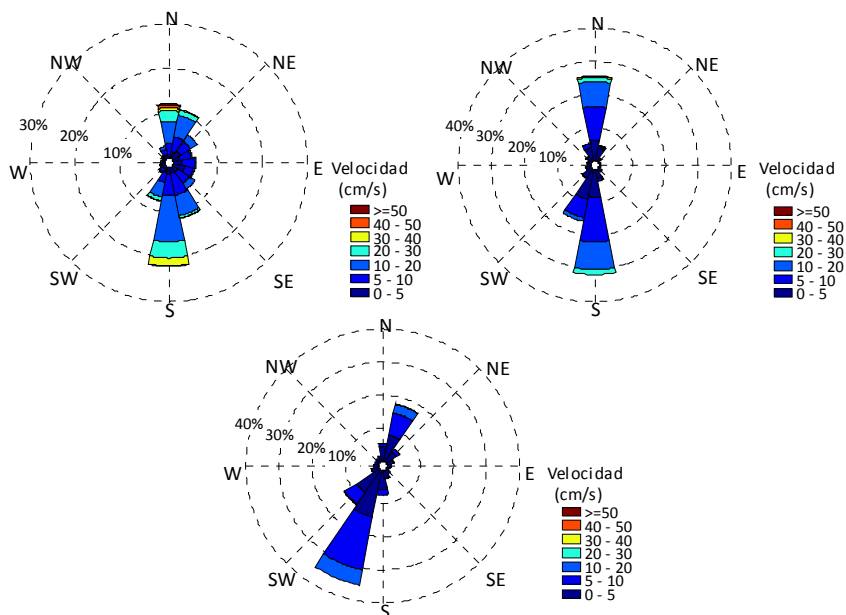 N
NW
NE
30%
20%
10%
W
E
SW
SE
S
Velocidad
(cm/s)
>=50
40 - 50
30 - 40
20 - 30
10 - 20
5 - 10
0 - 5
N
NW
NE
40%
30%
20%
10%
W
E
SW
SE
S
Velocidad
(cm/s)
>=50
40 - 50
30 - 40
20 - 30
10 - 20
5 - 10
0 - 5
N
NW
NE
40%
30%
20%
10%
W
E
SW
SE
S
Velocidad
(cm/s)
>=50
40 - 50
30 - 40
20 - 30
10 - 20
5 - 10
0 - 5